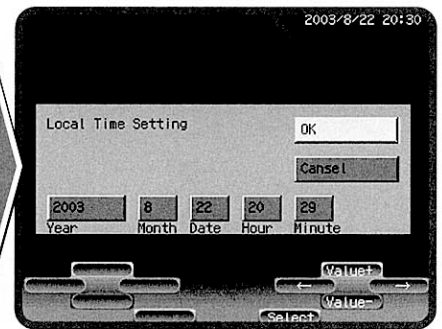 2003/8/22 20:30
Local Time Setting
OK
Cansel
2003 8 22 20 29
Year Month Date Hour Minute
Value+
← →
Value-
Select